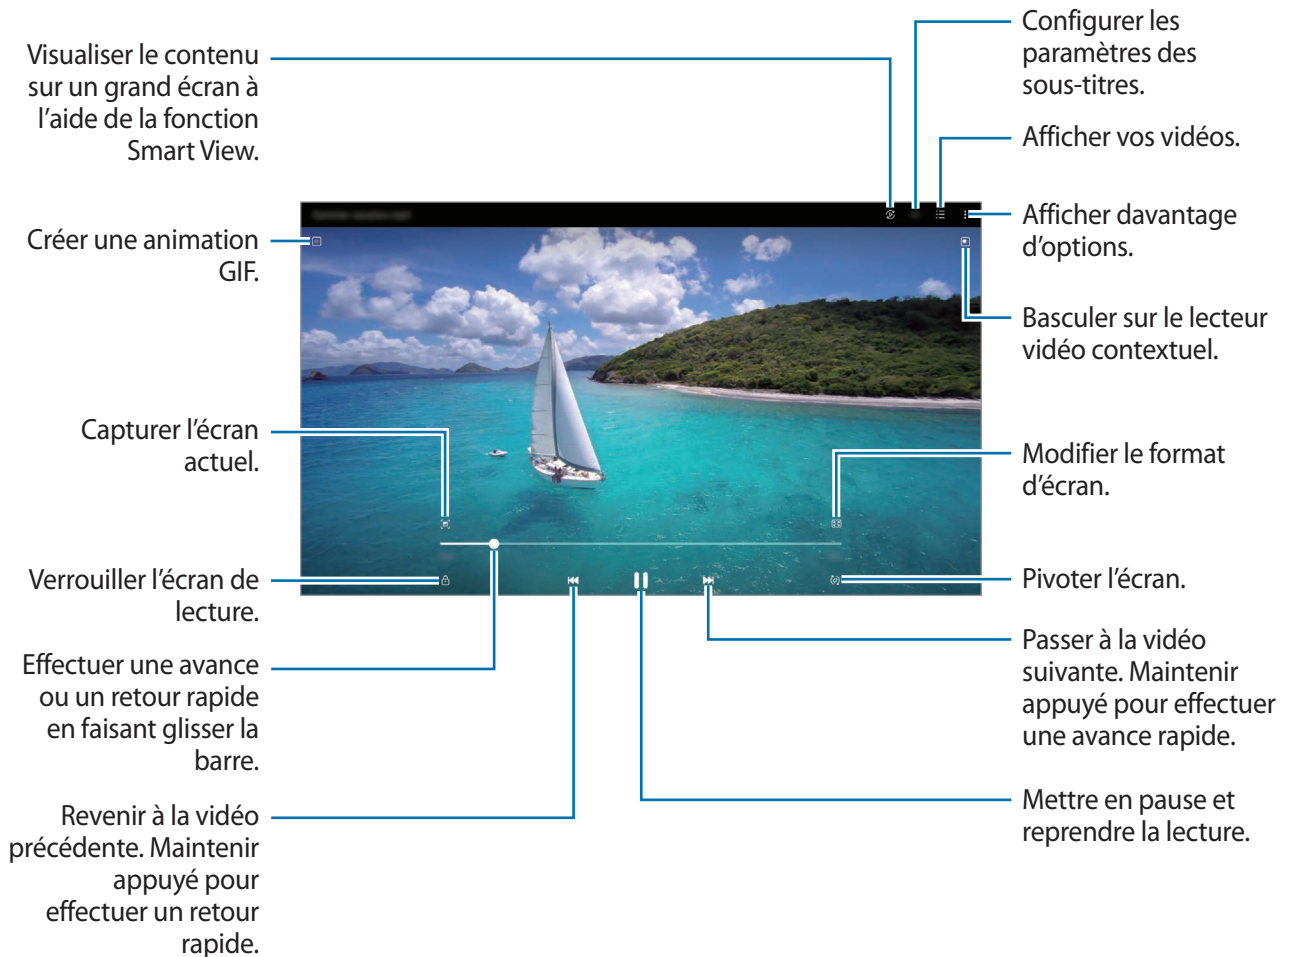 Visualiser le contenu
sur un grand écran à
l’aide de la fonction
Smart View.
Créer une animation
GIF.
Capturer l’écran
actuel.
Verrouiller l’écran de
lecture.
Effectuer une avance
ou un retour rapide
en faisant glisser la
barre.
Revenir à la vidéo
précédente. Maintenir
appuyé pour
effectuer un retour
rapide.
Configurer les
paramètres des
sous-titres.
Afficher vos vidéos.
Afficher davantage
d’options.
Basculer sur le lecteur
vidéo contextuel.
Modifier le format
d’écran.
Pivoter l’écran.
Passer à la vidéo
suivante. Maintenir
appuyé pour effectuer
une avance rapide.
Mettre en pause et
reprendre la lecture.